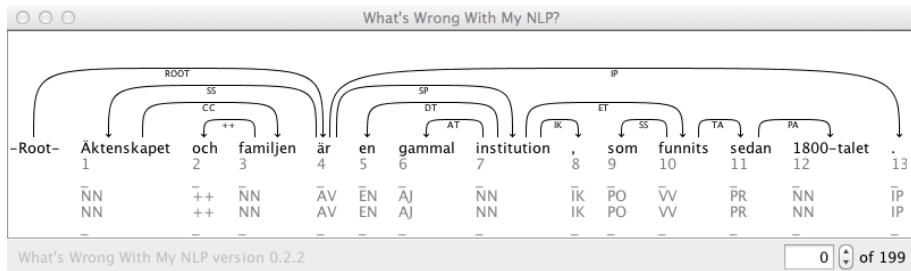 What's Wrong With My NLP?
ROOT IP
SS SP
CC DT ET
++ AT IK SS TA PA
-Root- Äktenskapet och familjen är en gammal institution , som funnits sedan 1800-talet .
1 2 3 4 5 6 7 8 9 10 11 12 13
_ _ _ _ _ _ _ _ _ _ _ _ _
NN ++ NN AV EN AJ NN IK PO VV PR NN IP
NN ++ NN AV EN AJ NN IK PO VV PR NN IP
_ _ _ _ _ _ _ _ _ _ _ _ _
What's Wrong With My NLP version 0.2.2 0 of 199